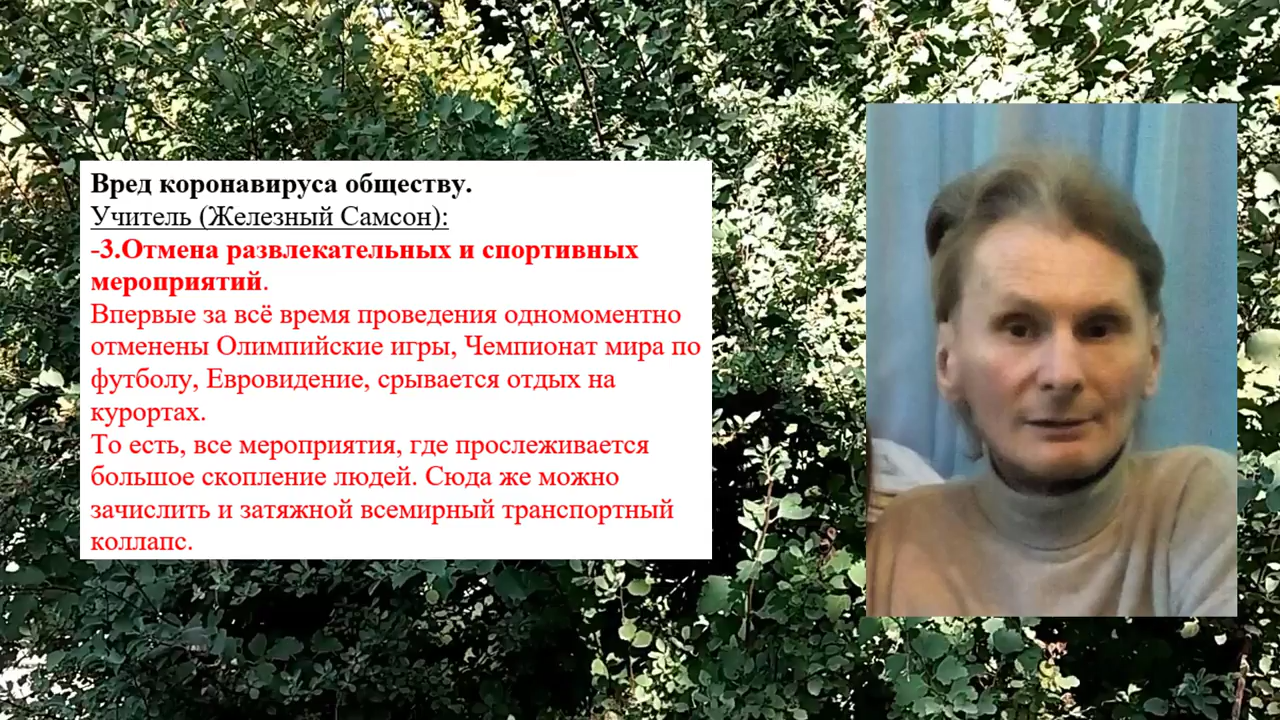 Вред коронавируса обществу.
Учитель (Железный Самсон):
-3.Отмена развлекательных и спортивных
мероприятий.
Впервые за всё время проведения одномоментно
отменены Олимпийские игры, Чемпионат мира по
футболу, Евровидение, срывается отдых на
курортах.
То есть, все мероприятия, где прослеживается
большое скопление людей. Сюда же можно
зачислить и затяжной всемирный транспортный
коллапс.